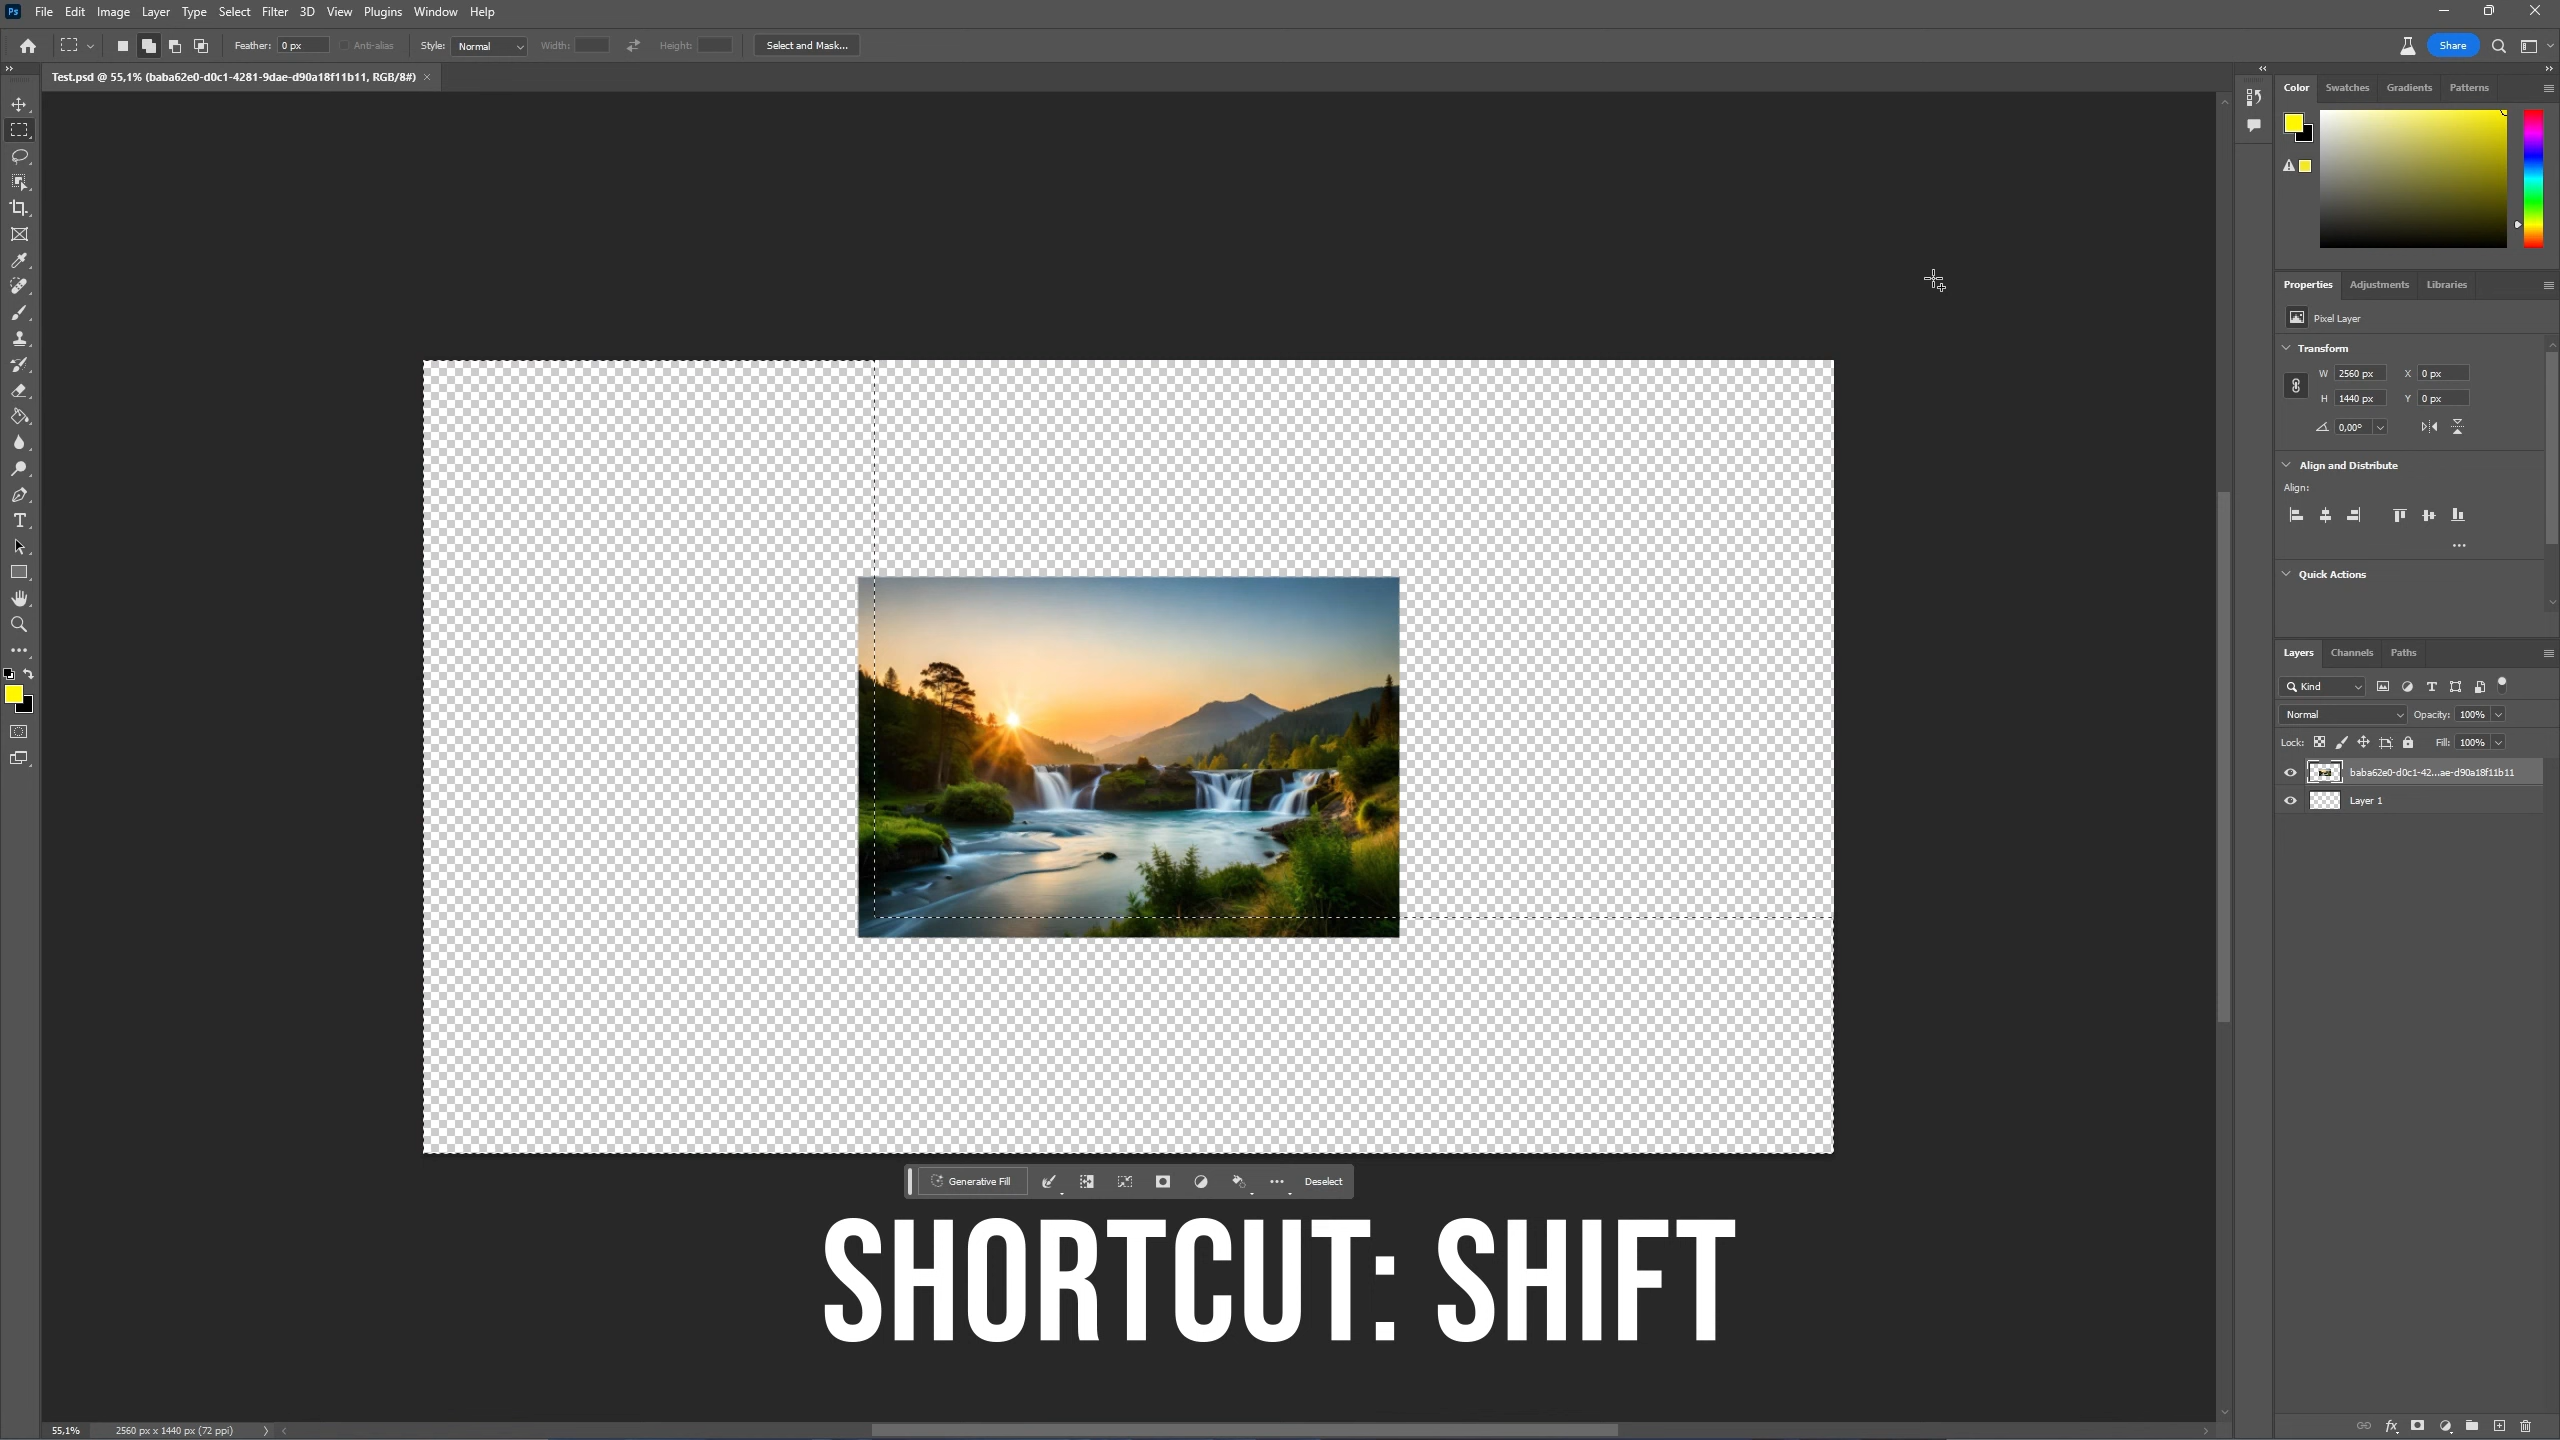 Ps File Edit Image Layer Type Select Filter 3D View Plugins Window Help
Feather: 0 px Anti-alias Style: Normal Width: Height: Select and Mask... Share
Test.psd @ 55,1% (baba62e0-d0c1-4281-9dae-d90a18f11b11, RGB/8#) ×
Color Swatches Gradients Patterns
Properties Adjustments Libraries
Pixel Layer
Transform
W 2560 px X 0 px
H 1440 px Y 0 px
0,00°
Align and Distribute
Align:
Quick Actions
Layers Channels Paths
Kind
Normal Opacity: 100%
Lock: Fill: 100%
baba62e0-d0c1-42...ae-d90a18f11b11
Layer 1
Generative Fill Deselect
SHORTCUT: SHIFT
55,1% 2560 px x 1440 px (72 ppi)
fx